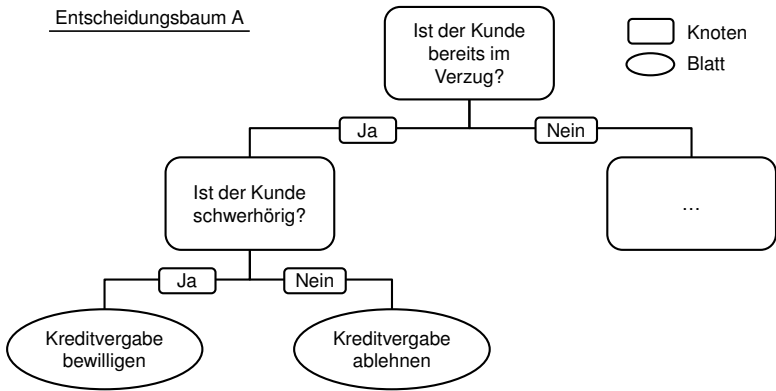 Entscheidungsbaum A
Ist der Kunde
bereits im
Verzug?
Knoten
Blatt
Ja
Nein
Ist der Kunde
schwerhörig?
...
Ja
Nein
Kreditvergabe
bewilligen
Kreditvergabe
ablehnen